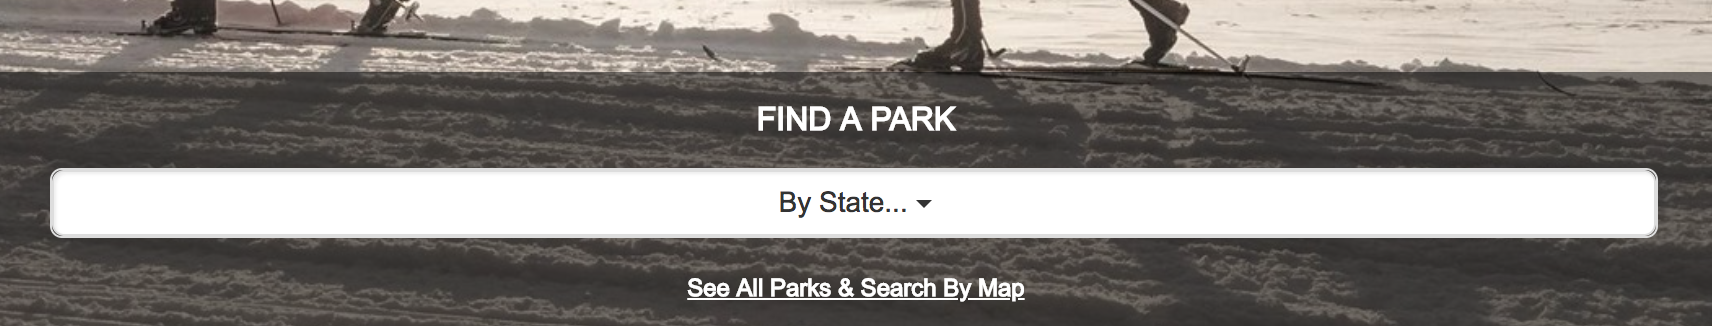 FIND A PARK
By State...
See All Parks & Search By Map